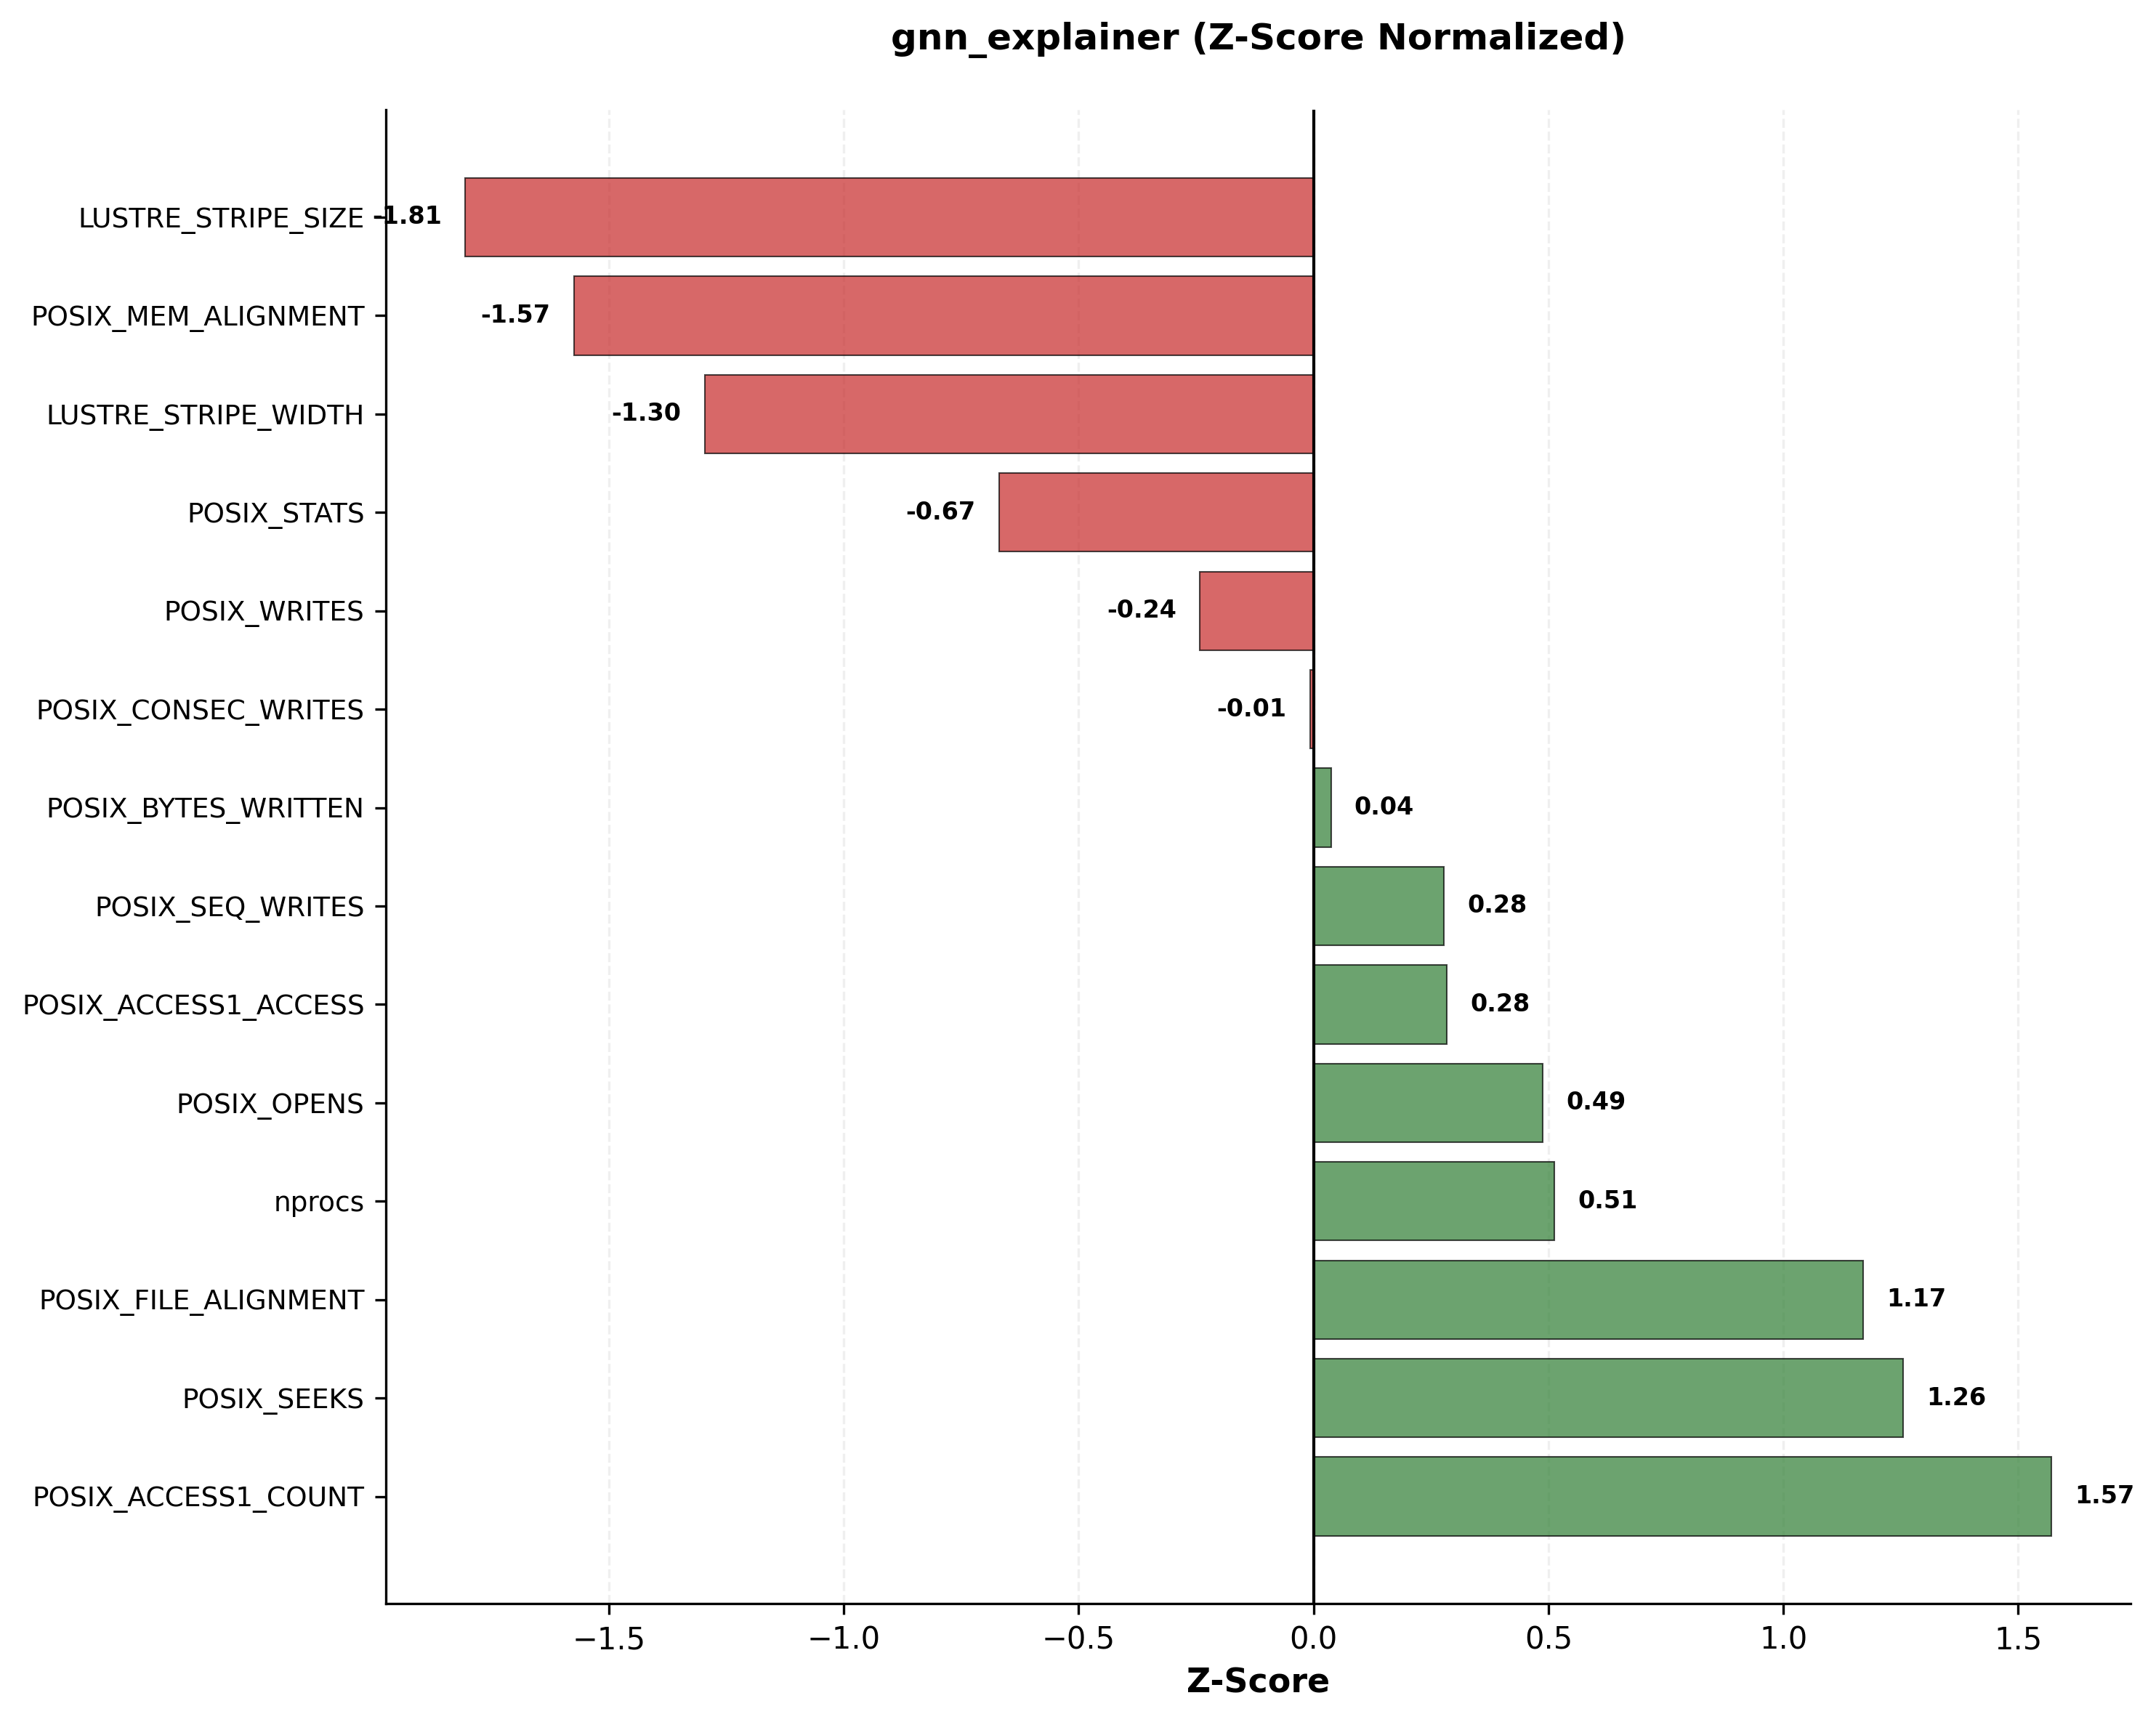 gnn_explainer (Z-Score Normalized)
LUSTRE_STRIPE_SIZE -1.81
POSIX_MEM_ALIGNMENT -1.57
LUSTRE_STRIPE_WIDTH -1.30
POSIX_STATS -0.67
POSIX_WRITES -0.24
POSIX_CONSEC_WRITES -0.01
POSIX_BYTES_WRITTEN 0.04
POSIX_SEQ_WRITES 0.28
POSIX_ACCESS1_ACCESS 0.28
POSIX_OPENS 0.49
nprocs 0.51
POSIX_FILE_ALIGNMENT 1.17
POSIX_SEEKS 1.26
POSIX_ACCESS1_COUNT 1.57
−1.5 −1.0 −0.5 0.0 0.5 1.0 1.5
Z-Score